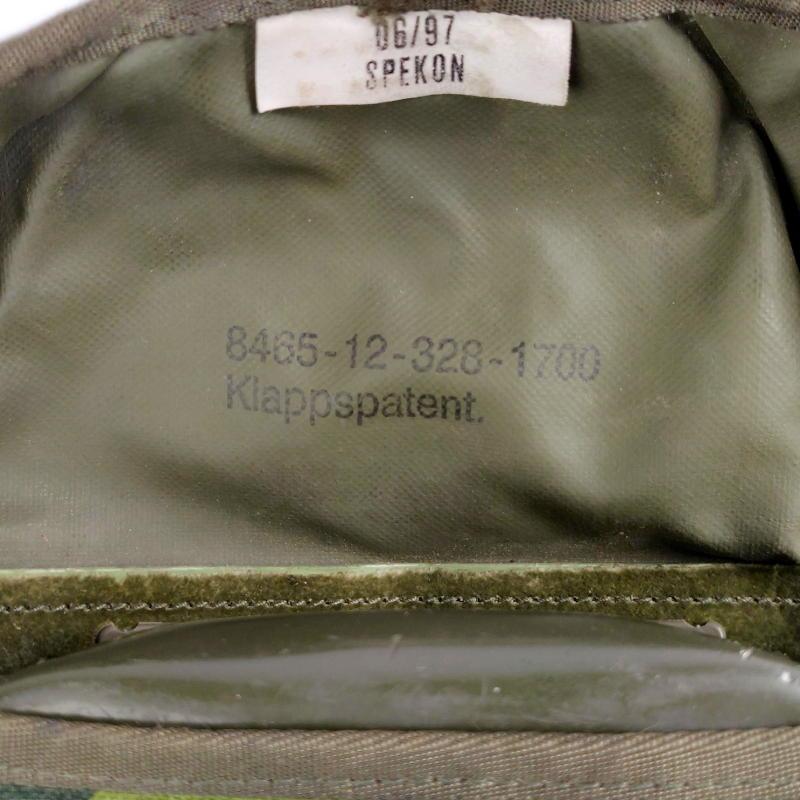 06/97
SPEKON
8465-12-328-1700
Klappspatent.